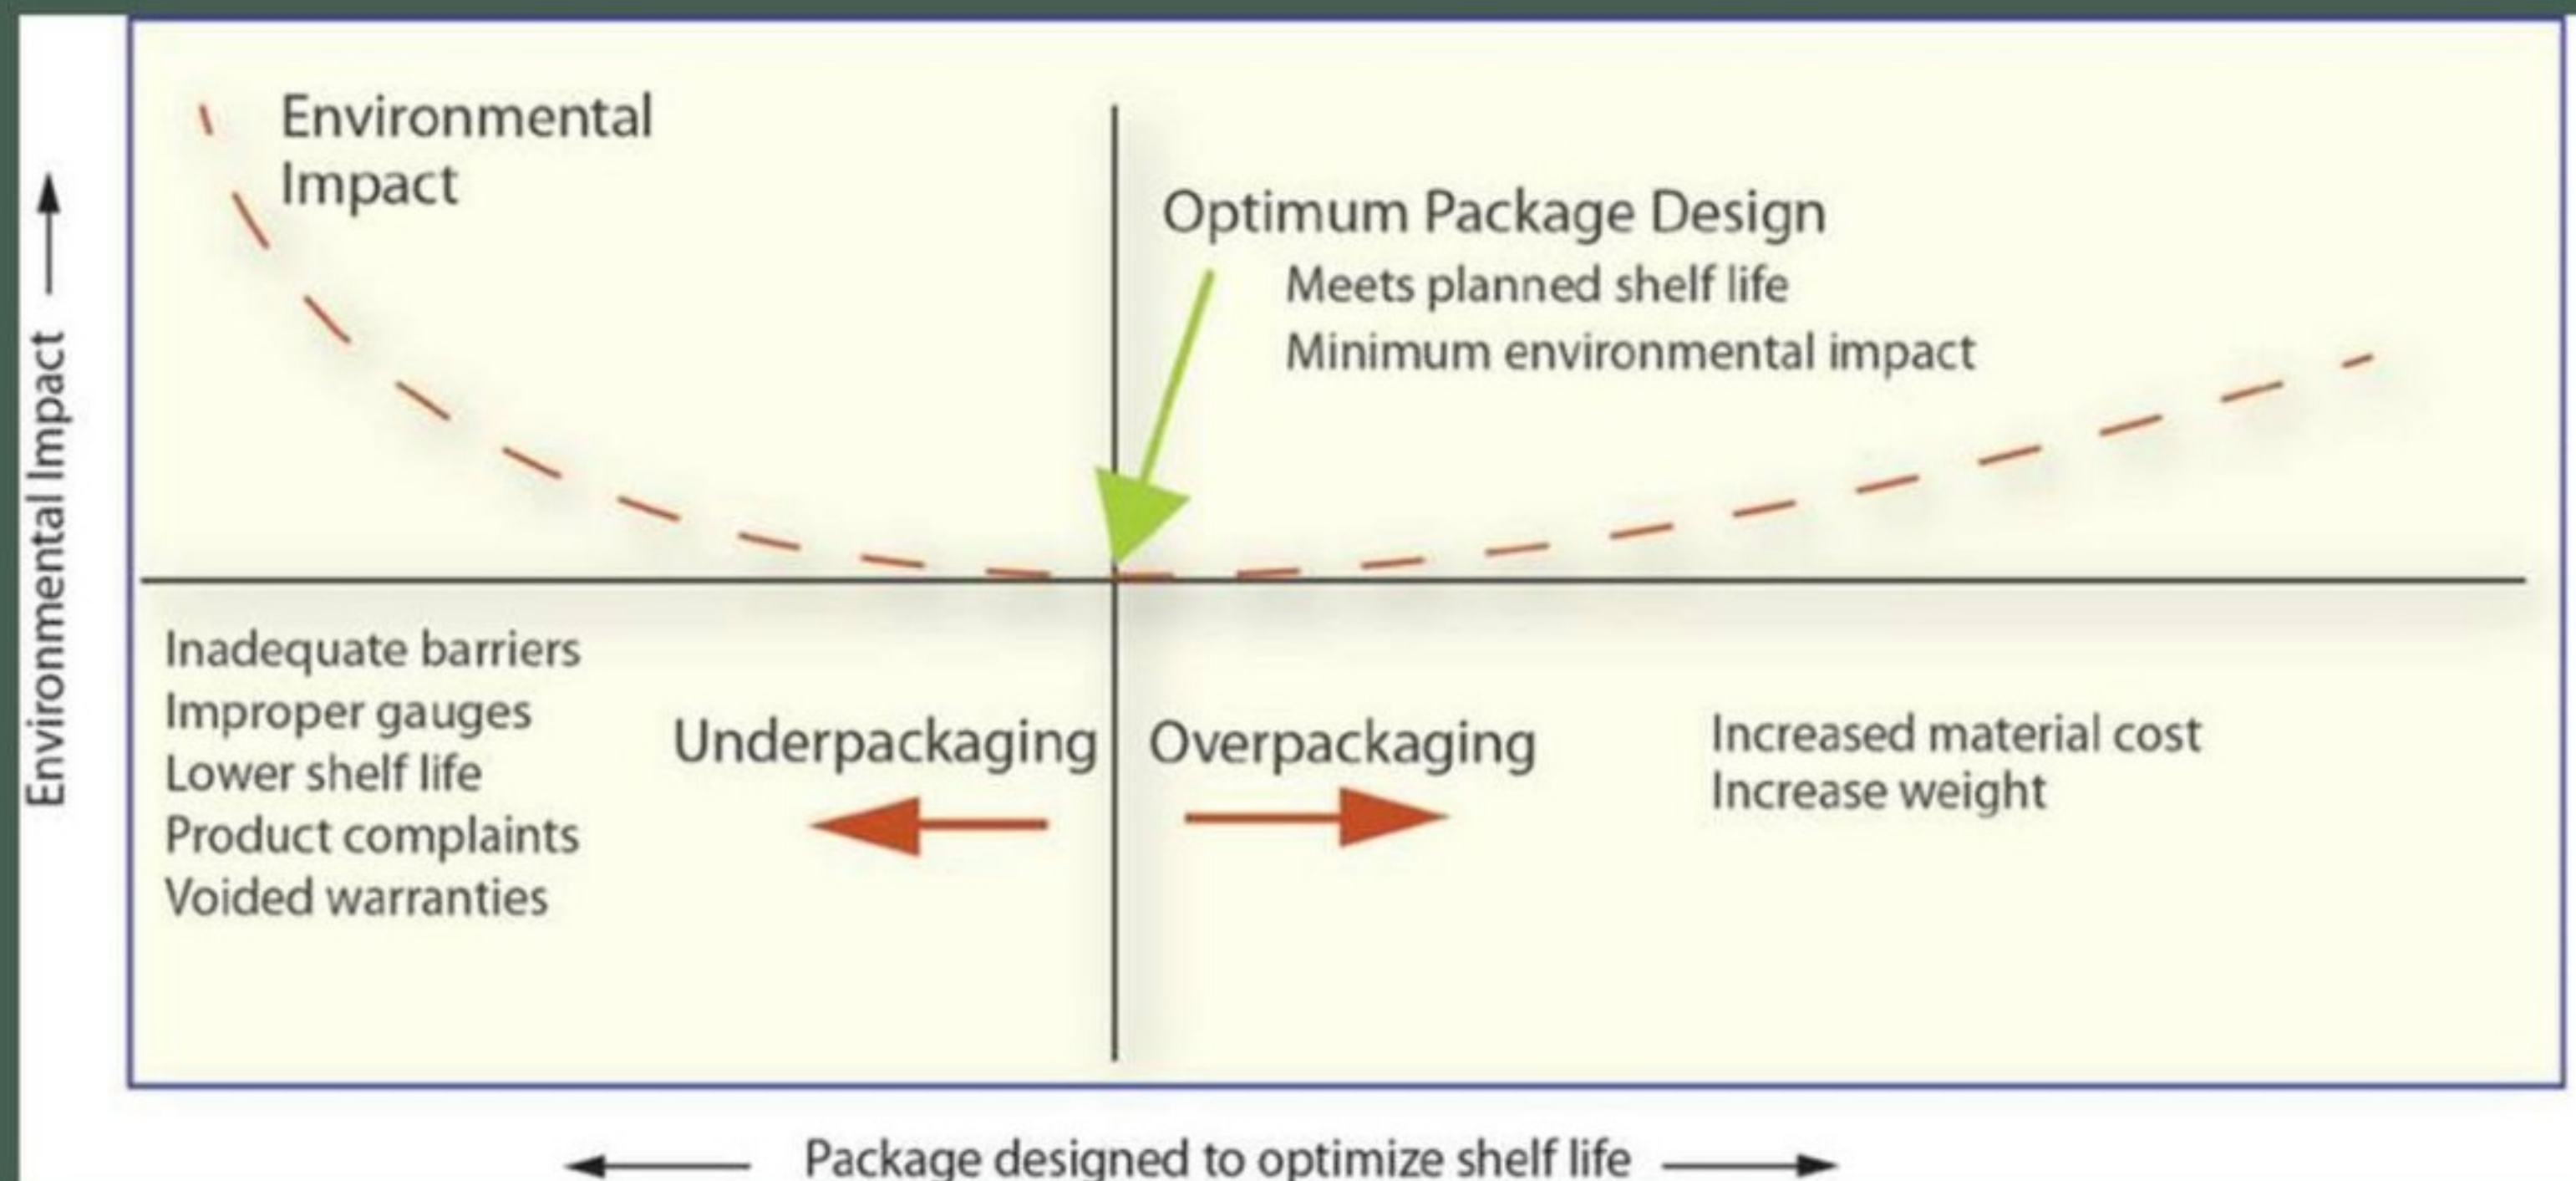 Environmental
Impact
Optimum Package Design
Meets planned shelf life
Minimum environmental impact
Environmental Impact
Inadequate barriers
Improper gauges
Lower shelf life
Product complaints
Voided warranties
Underpackaging
Overpackaging
Increased material cost
Increase weight
Package designed to optimize shelf life